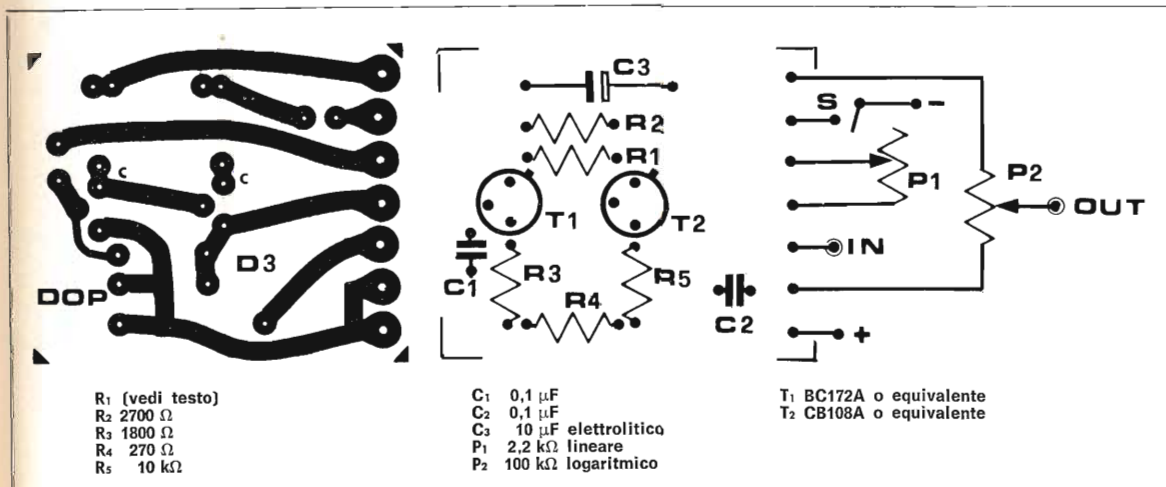 c
c
D3
DOP
C3
R2
R1
T1
T2
C1
R3
R4
R5
C2
S
-
P1
P2
OUT
IN
+
R1 (vedi testo)
R2 2700 Ω
R3 1800 Ω
R4 270 Ω
R5 10 kΩ
C1 0,1 µF
C2 0,1 µF
C3 10 µF elettrolitico
P1 2,2 kΩ lineare
P2 100 kΩ logaritmico
T1 BC172A o equivalente
T2 CB108A o equivalente